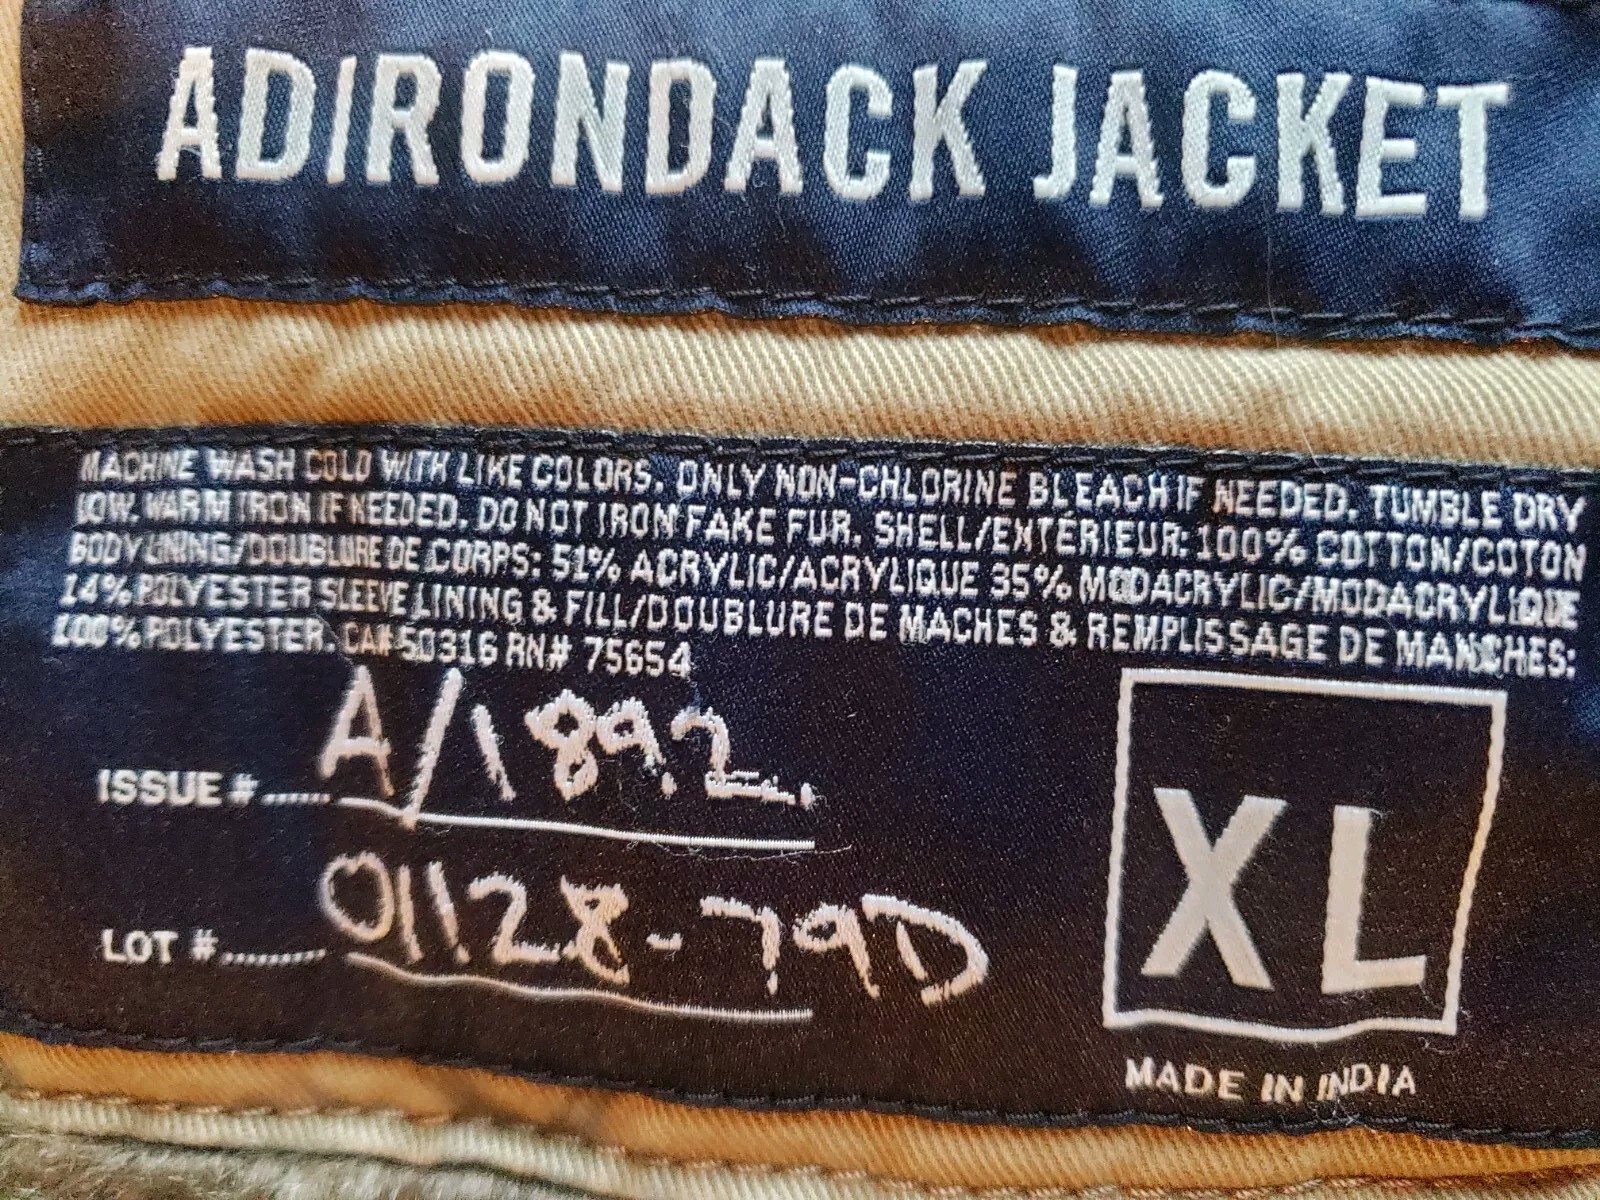 ADIRONDACK JACKET
MACHINE WASH COLD WITH LIKE COLORS. ONLY NON-CHLORINE BLEACH IF NEEDED. TUMBLE DRY
LOW. WARM IRON IF NEEDED. DO NOT IRON FAKE FUR. SHELL/EXTÉRIEUR: 100% COTTON/COTON
BODY LINING/DOUBLURE DE CORPS: 51% ACRYLIC/ACRYLIQUE 35% MODACRYLIC/MODACRYLIQUE
14% POLYESTER SLEEVE LINING & FILL/DOUBLURE DE MACHES & REMPLISSAGE DE MANCHES:
100% POLYESTER. CA# 50316 RN# 75654
ISSUE #...... A/1892
LOT #......... 01128-79D
XL
MADE IN INDIA